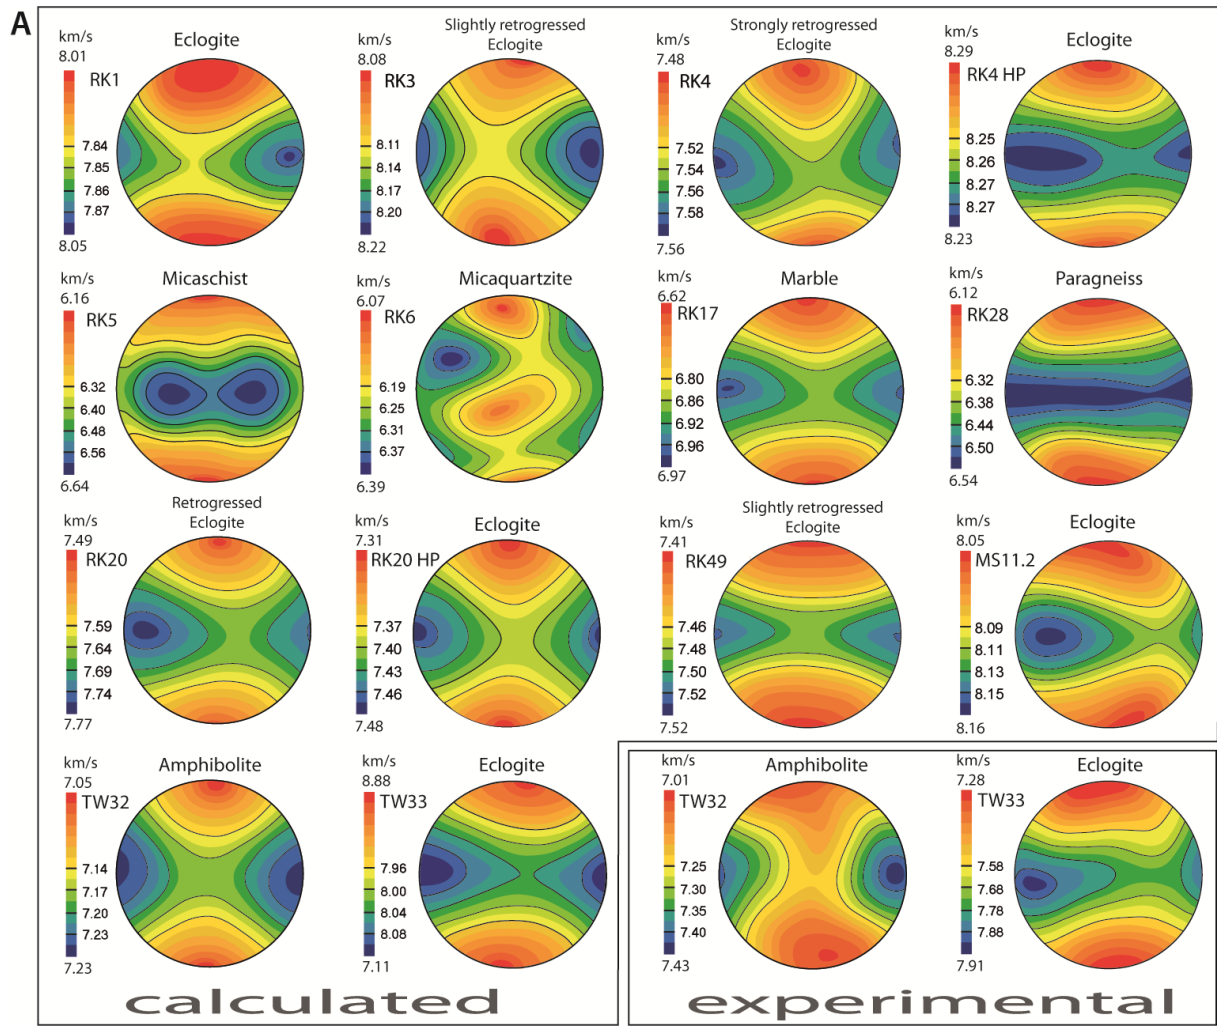 A
km/s
8.01
Eclogite
RK1
7.84
7.85
7.86
7.87
8.05
km/s
8.08
Slightly retrogressed
Eclogite
RK3
8.11
8.14
8.17
8.20
8.22
km/s
7.48
Strongly retrogressed
Eclogite
RK4
7.52
7.54
7.56
7.58
7.56
km/s
8.29
Eclogite
RK4 HP
8.25
8.26
8.27
8.27
8.23
km/s
6.16
Micaschist
RK5
6.32
6.40
6.48
6.56
6.64
km/s
6.07
Micaquartzite
RK6
6.19
6.25
6.31
6.37
6.39
km/s
6.62
Marble
RK17
6.80
6.86
6.92
6.96
6.97
km/s
6.12
Paragneiss
RK28
6.32
6.38
6.44
6.50
6.54
km/s
7.49
Retrogressed
Eclogite
RK20
7.59
7.64
7.69
7.74
7.77
km/s
7.31
Eclogite
RK20 HP
7.37
7.40
7.43
7.46
7.48
km/s
7.41
Slightly retrogressed
Eclogite
RK49
7.46
7.48
7.50
7.52
7.52
km/s
8.05
Eclogite
MS11.2
8.09
8.11
8.13
8.15
8.16
km/s
7.05
Amphibolite
TW32
7.14
7.17
7.20
7.23
7.23
km/s
8.88
Eclogite
TW33
7.96
8.00
8.04
8.08
7.11
km/s
7.01
Amphibolite
TW32
7.25
7.30
7.35
7.40
7.43
km/s
7.28
Eclogite
TW33
7.58
7.68
7.78
7.88
7.91
calculated
experimental